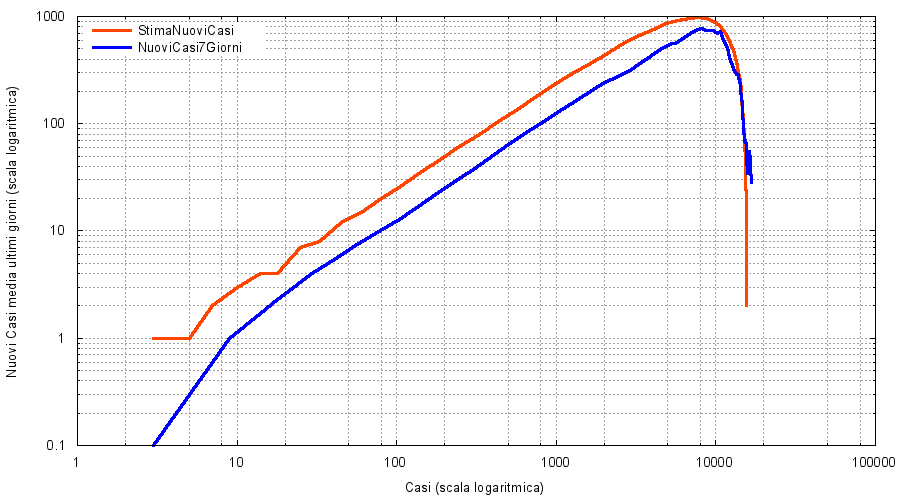 1000
StimaNuoviCasi
NuoviCasi7Giorni
100
10
1
0.1
Nuovi Casi media ultimi giorni (scala logaritmica)
1
10
100
1000
10000
100000
Casi (scala logaritmica)